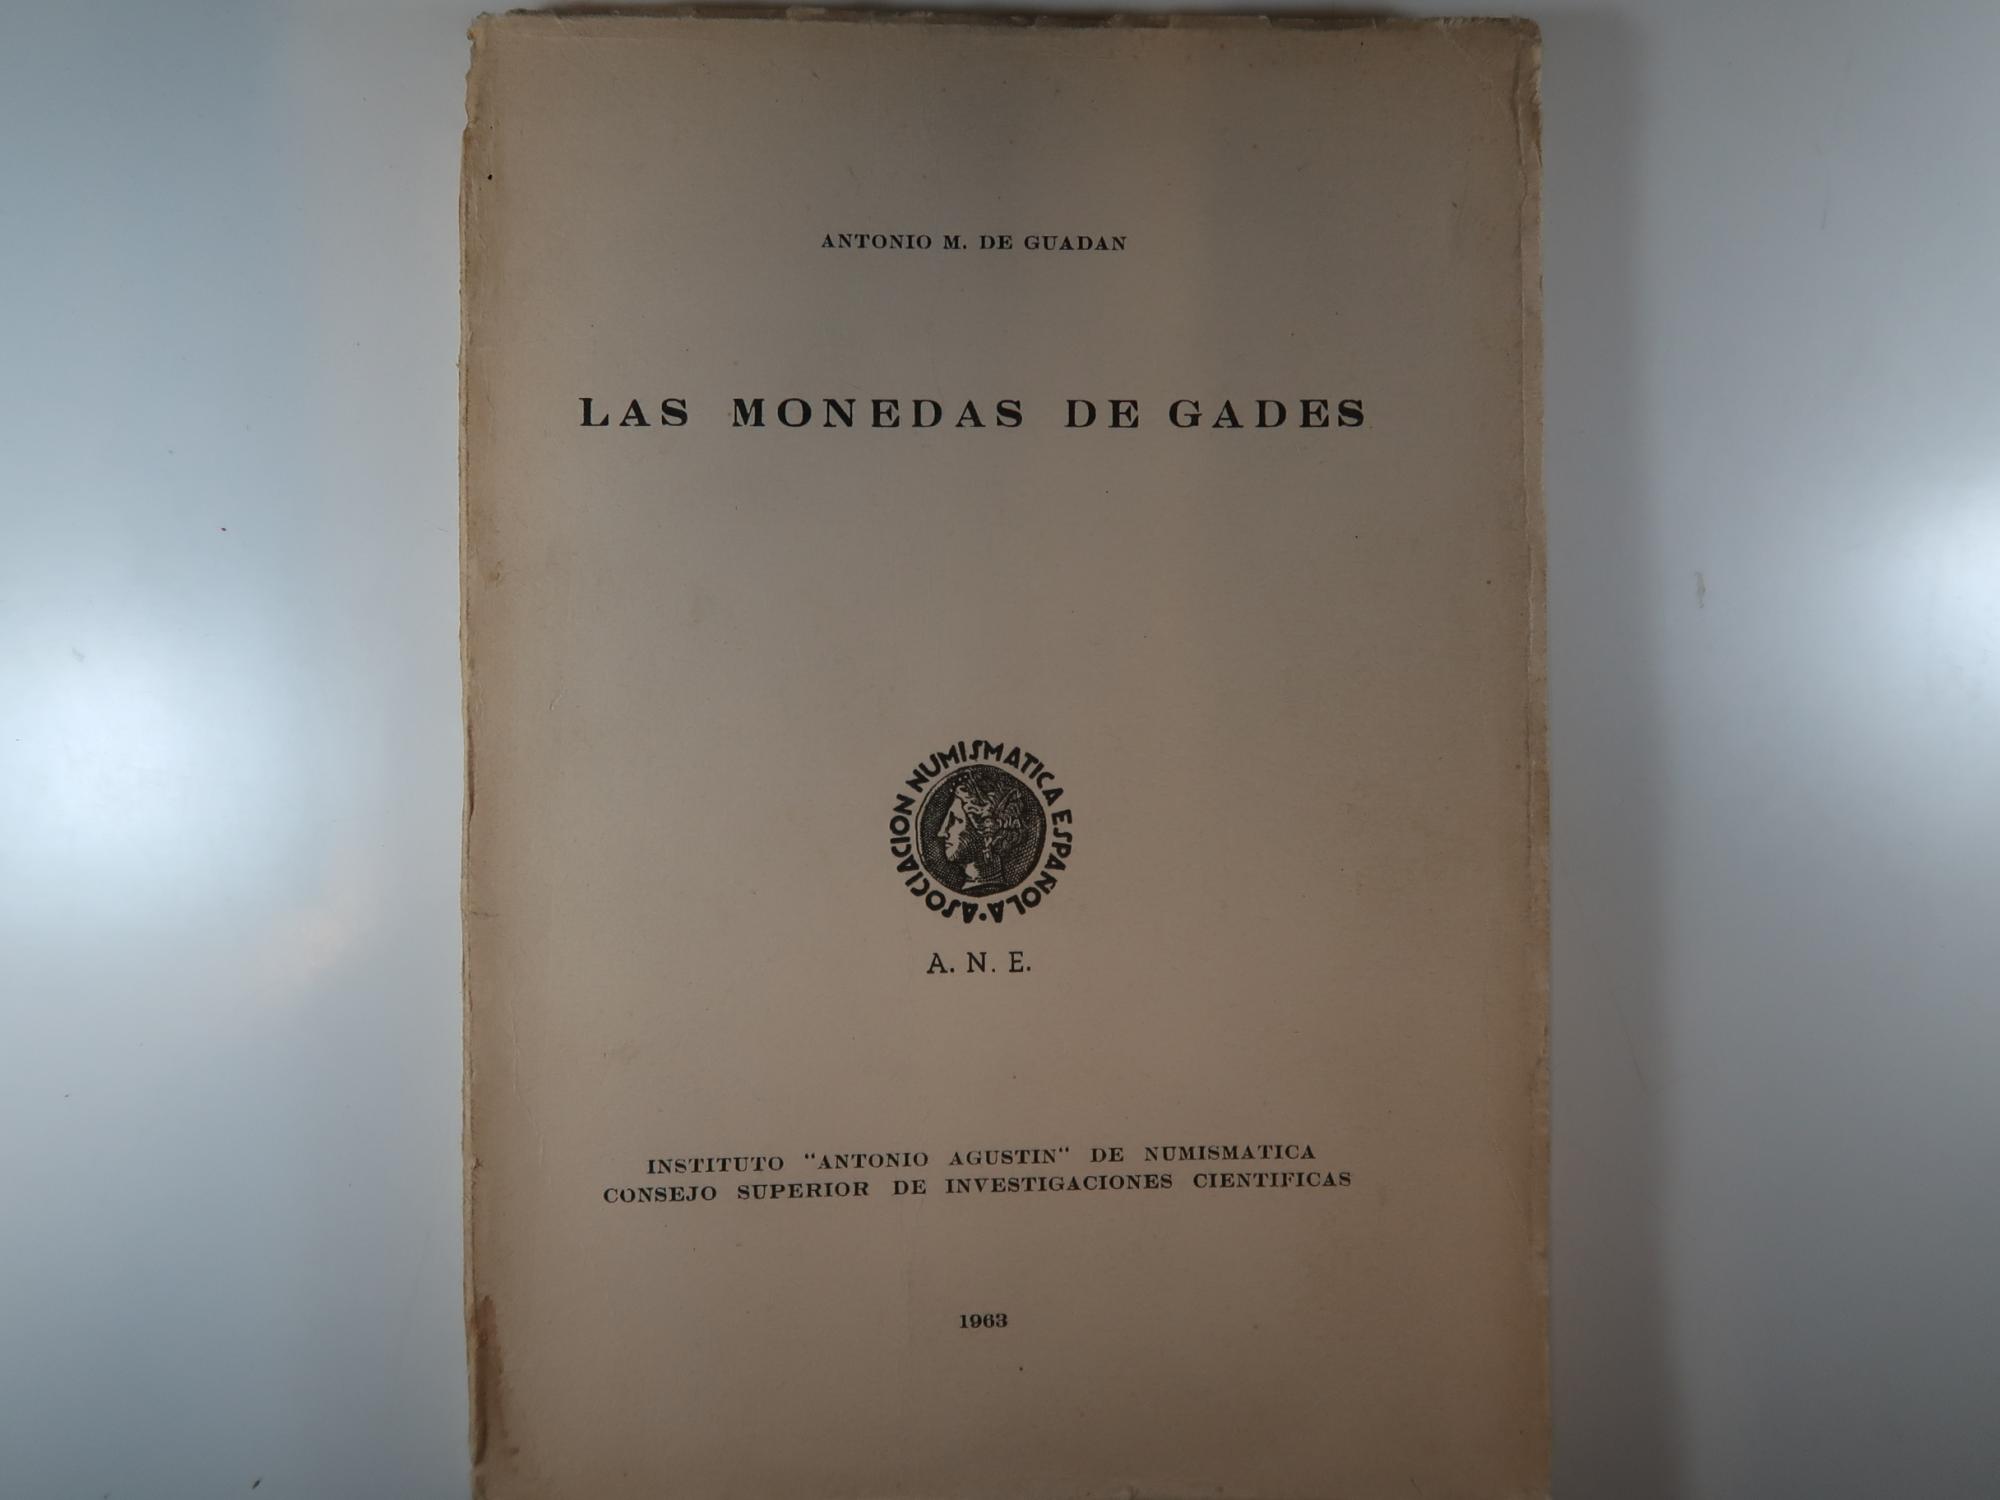 ANTONIO M. DE GUADAN
LAS MONEDAS DE GADES
ASOCIACION NUMISMATICA ESPAÑOLA ·
A. N. E.
INSTITUTO "ANTONIO AGUSTIN" DE NUMISMATICA
CONSEJO SUPERIOR DE INVESTIGACIONES CIENTIFICAS
1963